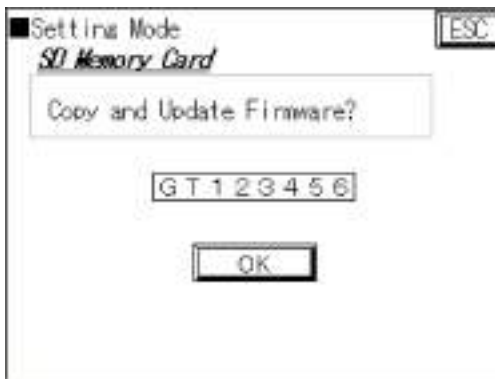 ■Setting Mode
ESC
SD Memory Card
Copy and Update Firmware?
GT123456
OK